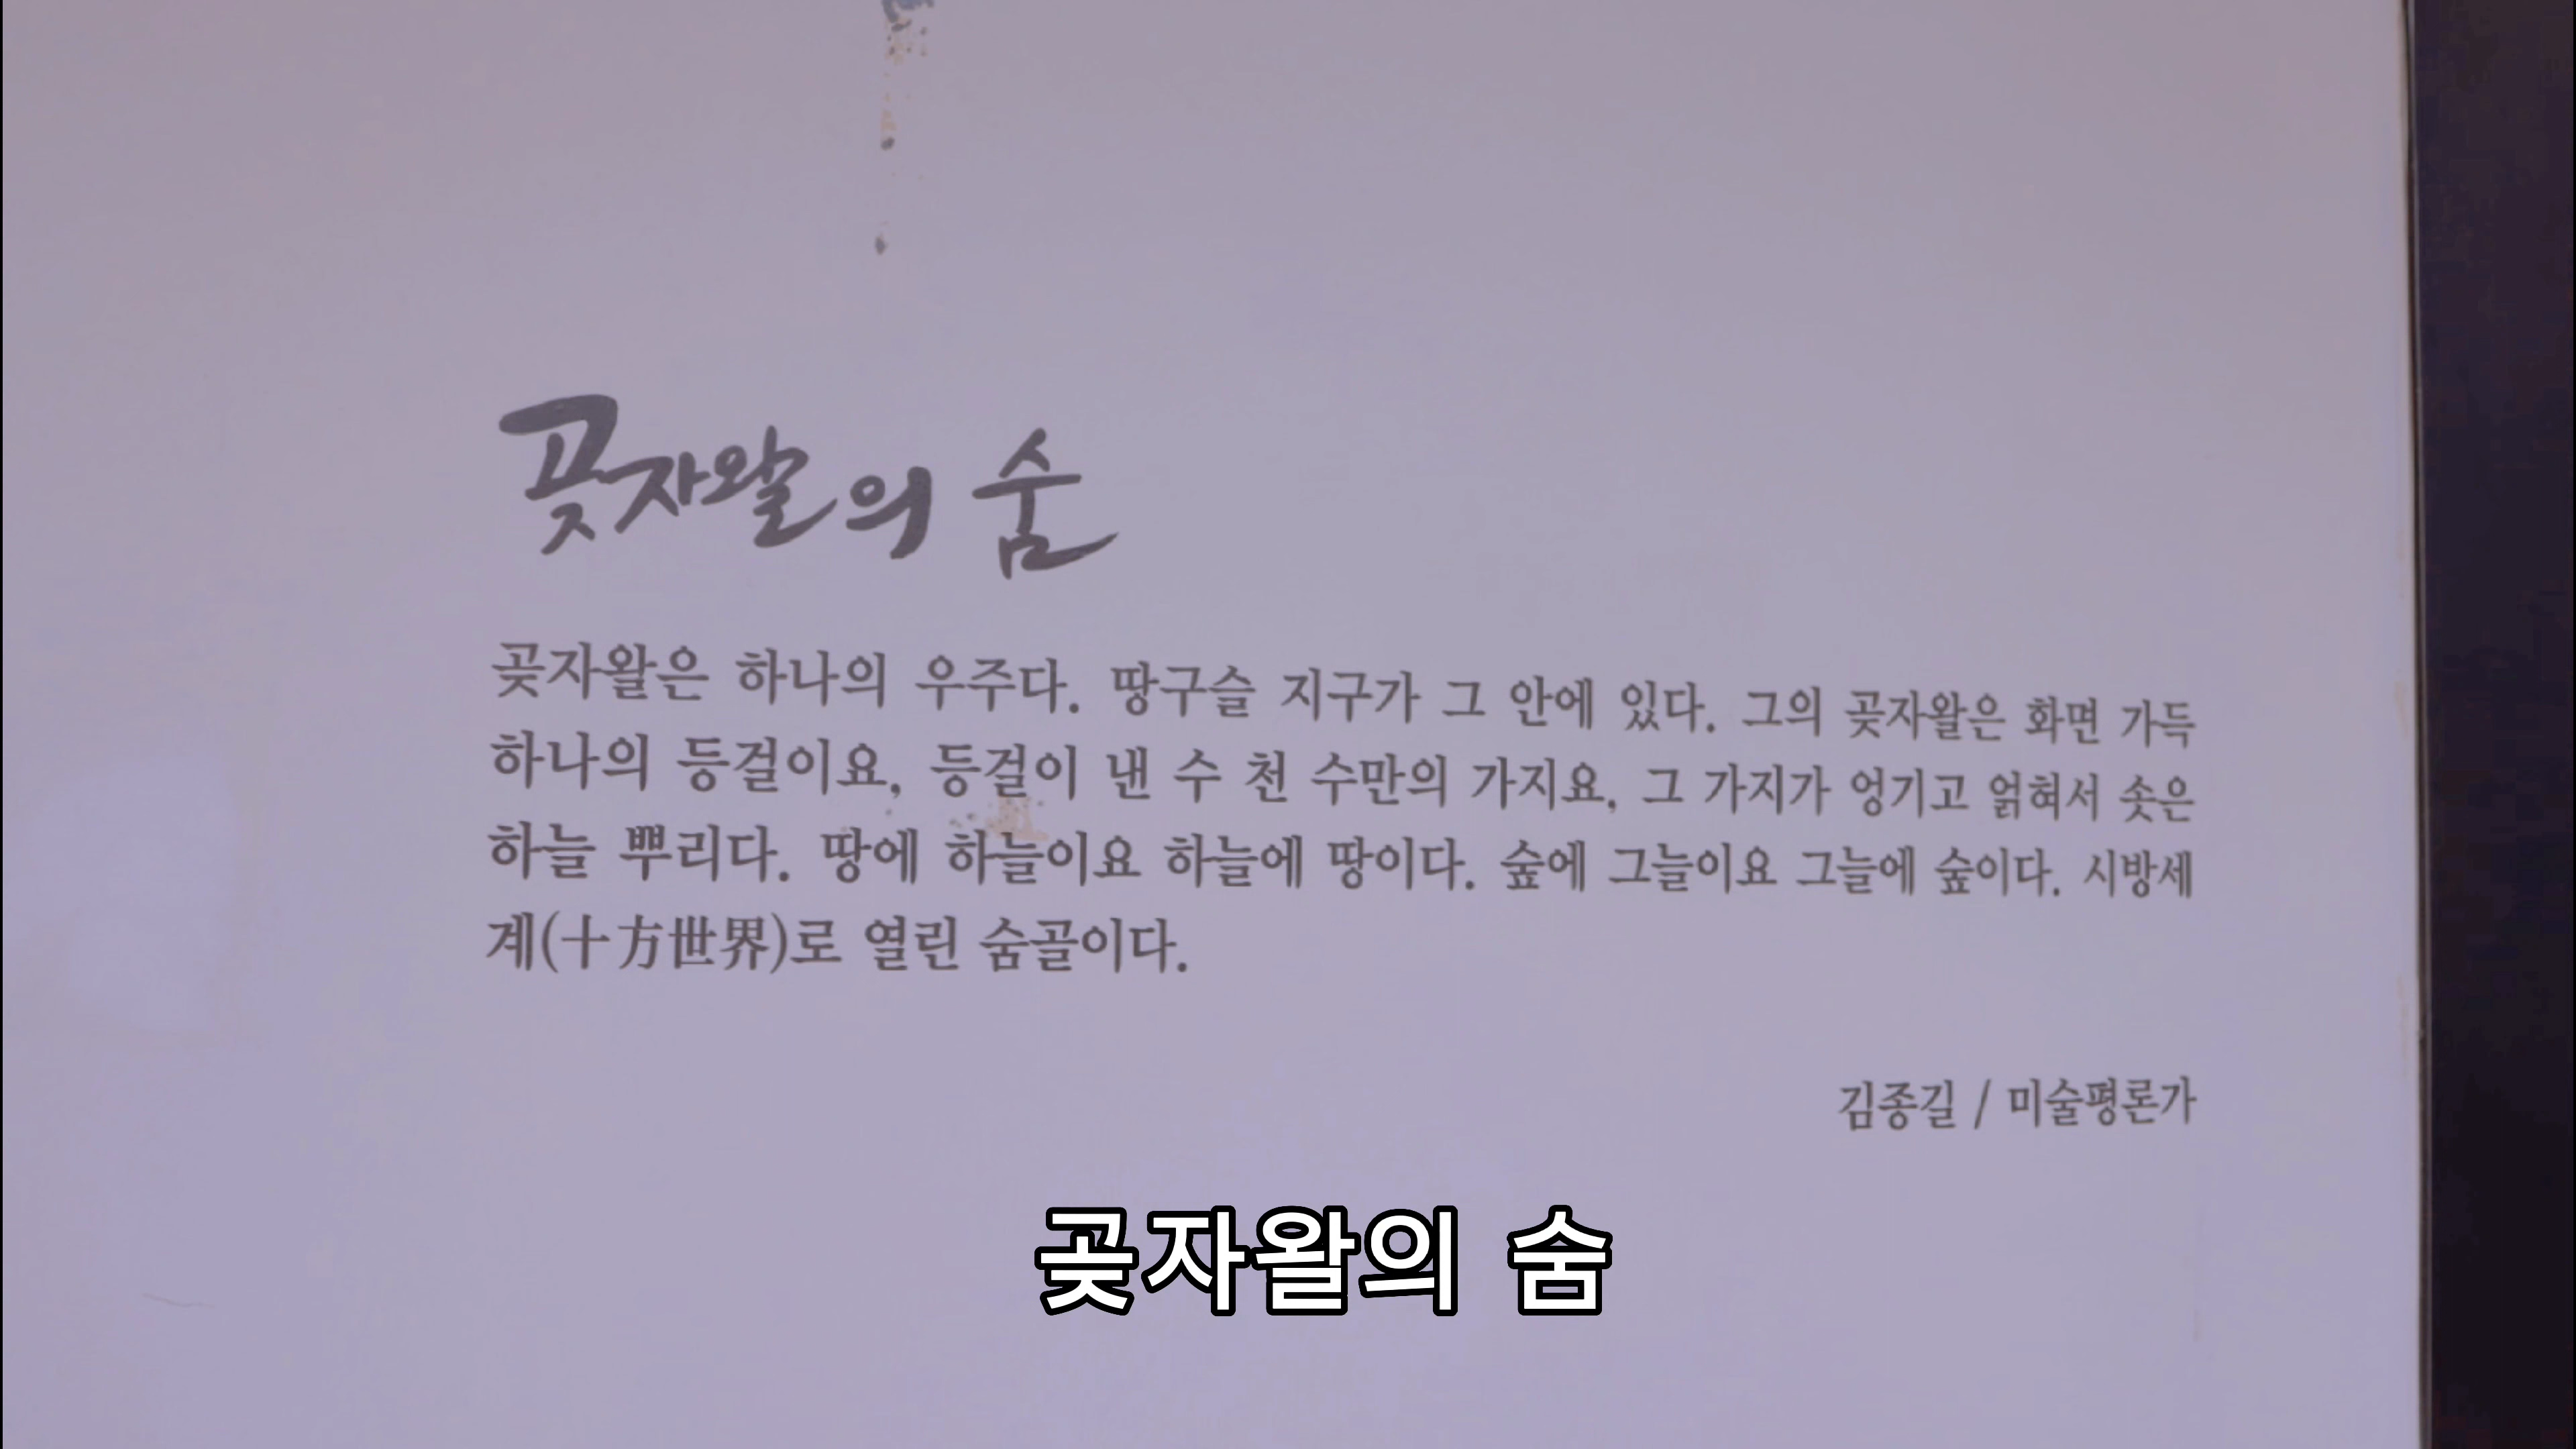 곶자왈의 숨
곶자왈은 하나의 우주다. 땅구슬 지구가 그 안에 있다. 그의 곶자왈은 화면 가득
하나의 등걸이요, 등걸이 낸 수 천 수만의 가지요, 그 가지가 엉기고 얽혀서 솟은
하늘 뿌리다. 땅에 하늘이요 하늘에 땅이다. 숲에 그늘이요 그늘에 숲이다. 시방세
계(十方世界)로 열린 숨골이다.
김종길 / 미술평론가
곶자왈의 숨